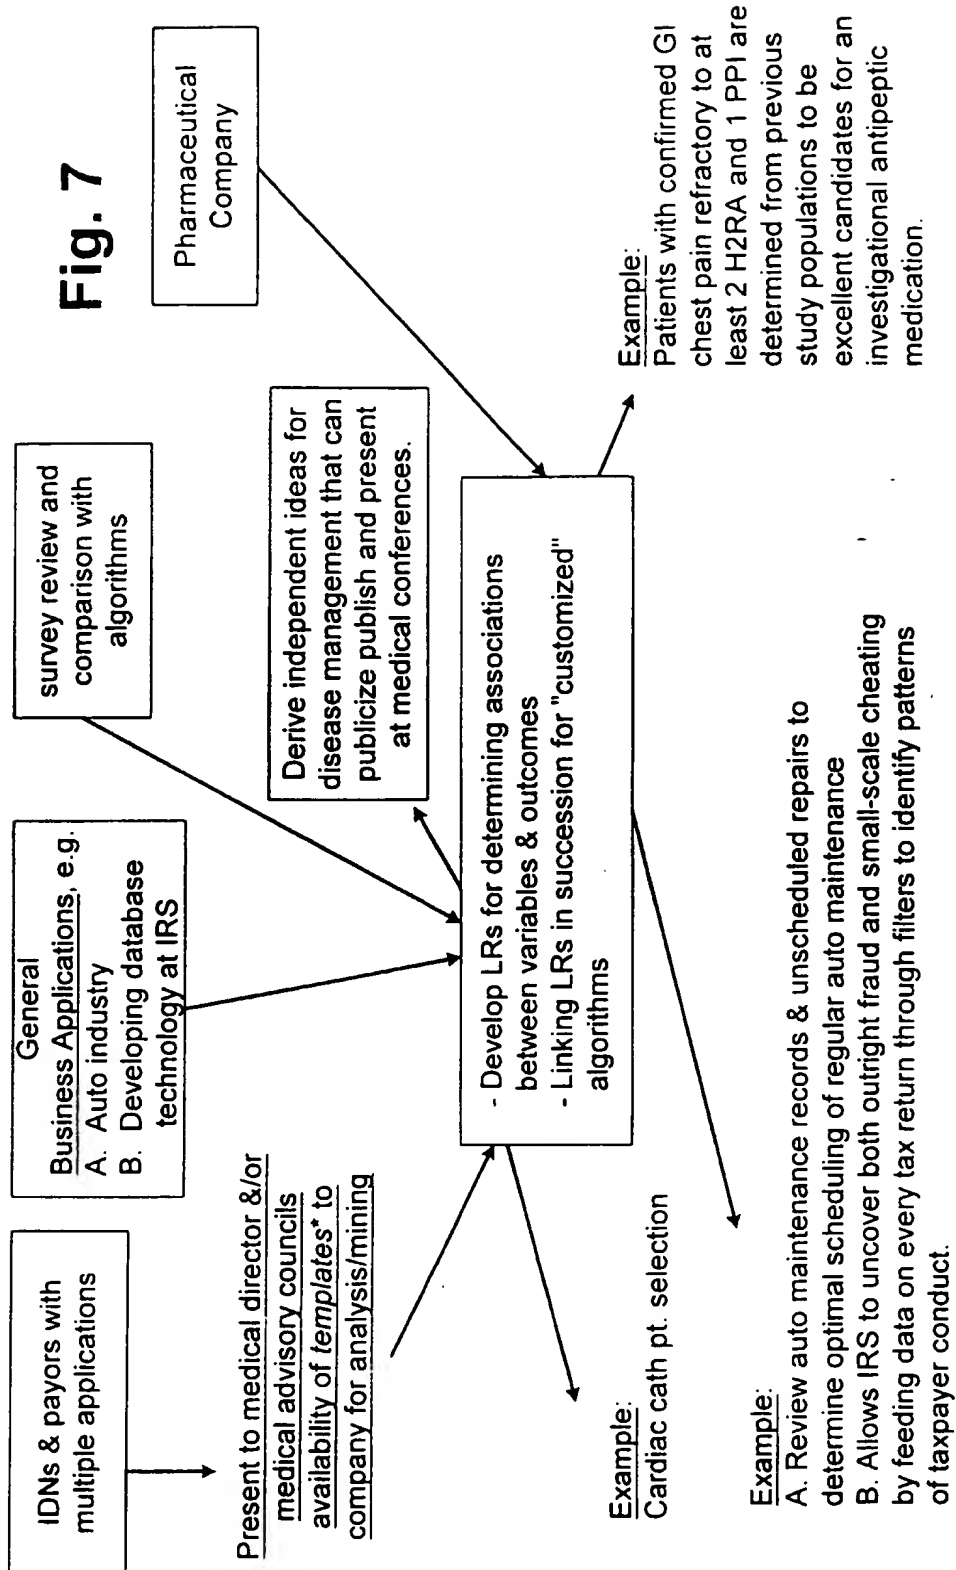 Fig. 7
IDNs & payors with
multiple applications
General
Business Applications, e.g.
A. Auto industry
B. Developing database
technology at IRS
survey review and
comparison with
algorithms
Pharmaceutical
Company
Present to medical director &/or
medical advisory councils
availability of templates* to
company for analysis/mining
Derive independent ideas for
disease management that can
publicize publish and present
at medical conferences.
- Develop LRs for determining associations
between variables & outcomes
- Linking LRs in succession for "customized"
algorithms
Example:
Cardiac cath pt. selection
Example:
Patients with confirmed GI
chest pain refractory to at
least 2 H2RA and 1 PPI are
determined from previous
study populations to be
excellent candidates for an
investigational antipeptic
medication.
Example:
A. Review auto maintenance records & unscheduled repairs to
determine optimal scheduling of regular auto maintenance
B. Allows IRS to uncover both outright fraud and small-scale cheating
by feeding data on every tax return through filters to identify patterns
of taxpayer conduct.